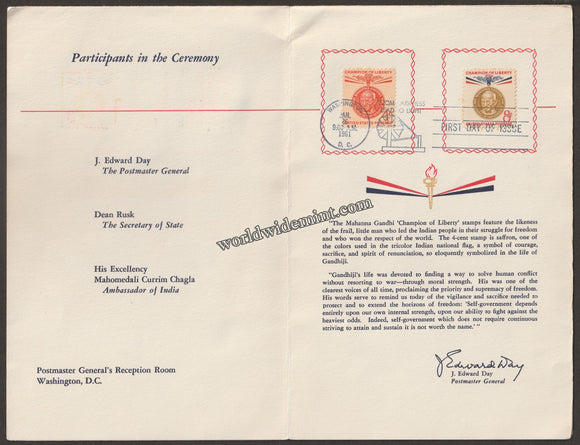 Participants in the Ceremony
J. Edward Day
The Postmaster General
Dean Rusk
The Secretary of State
His Excellency
Mahomedali Currim Chagla
Ambassador of India
Postmaster General's Reception Room
Washington, D.C.
CHAMPION OF LIBERTY
WASHINGTON
JAN.
26
9:00 A.M.
1961
D. C.
CHAMPION OF LIBERTY
8¢
FIRST DAY OF ISSUE
"The Mahatma Gandhi 'Champion of Liberty' stamps feature the likeness
of the frail, little man who led the Indian people in their struggle for freedom
and who won the respect of the world. The 4-cent stamp is saffron, one of
the colors used in the tricolor Indian national flag, a symbol of courage,
sacrifice, and spirit of renunciation, so eloquently symbolized in the life of
Gandhiji.
"Gandhiji's life was devoted to finding a way to solve human conflict
without resorting to war—through moral strength. His was one of the
clearest voices of all time, proclaiming the priority and supremacy of freedom.
His words serve to remind us today of the vigilance and sacrifice needed to
protect and to extend the horizons of freedom: 'Self-government depends
entirely upon our own internal strength, upon our ability to fight against the
heaviest odds. Indeed, self-government which does not require continuous
striving to attain and sustain it is not worth the name.' "
J Edward Day
J. Edward Day
Postmaster General
worldwidemint.com